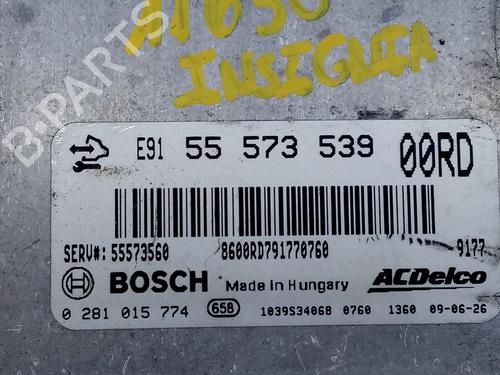 INSIGNIA
B-PARTS
E91 55 573 539 00RD
SERV#: 55573560 8600RD791770760 9177
BOSCH Made in Hungary ACDelco
0 281 015 774 65B 1039S34068 0760 1360 09-06-26